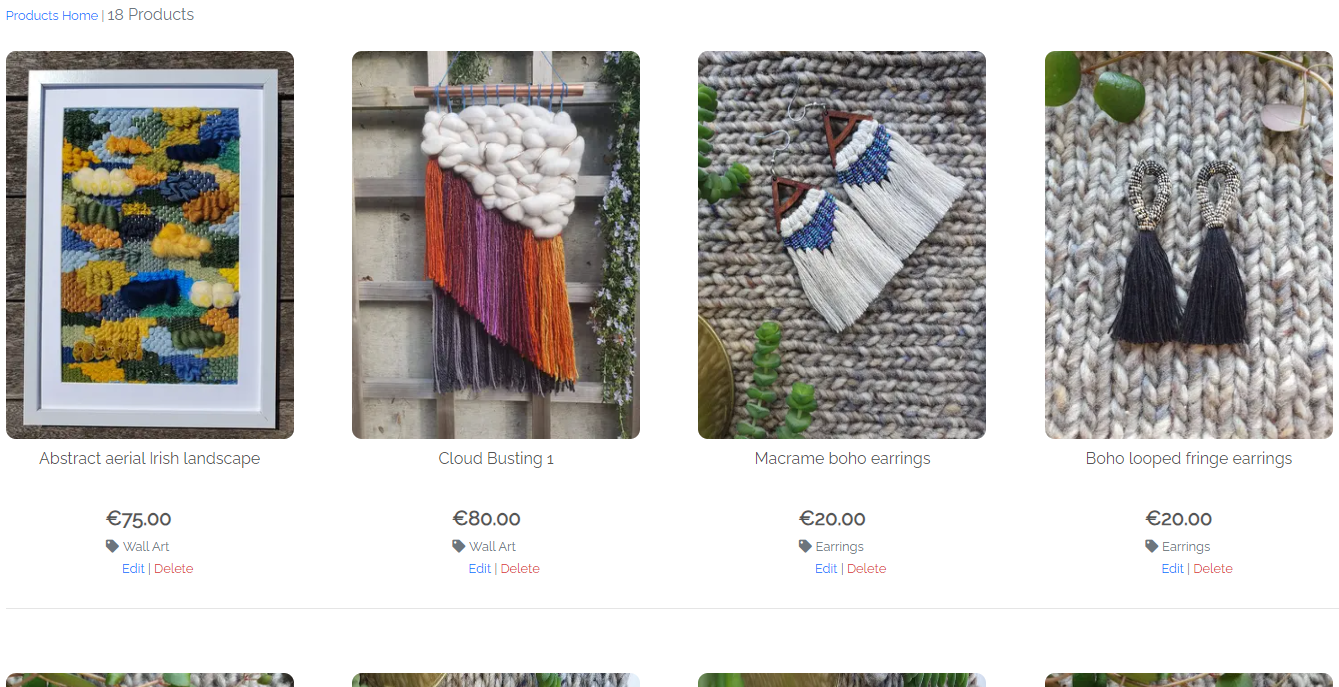 Products Home | 18 Products
Abstract aerial Irish landscape
€75.00
Wall Art
Edit | Delete
Cloud Busting 1
€80.00
Wall Art
Edit | Delete
Macrame boho earrings
€20.00
Earrings
Edit | Delete
Boho looped fringe earrings
€20.00
Earrings
Edit | Delete